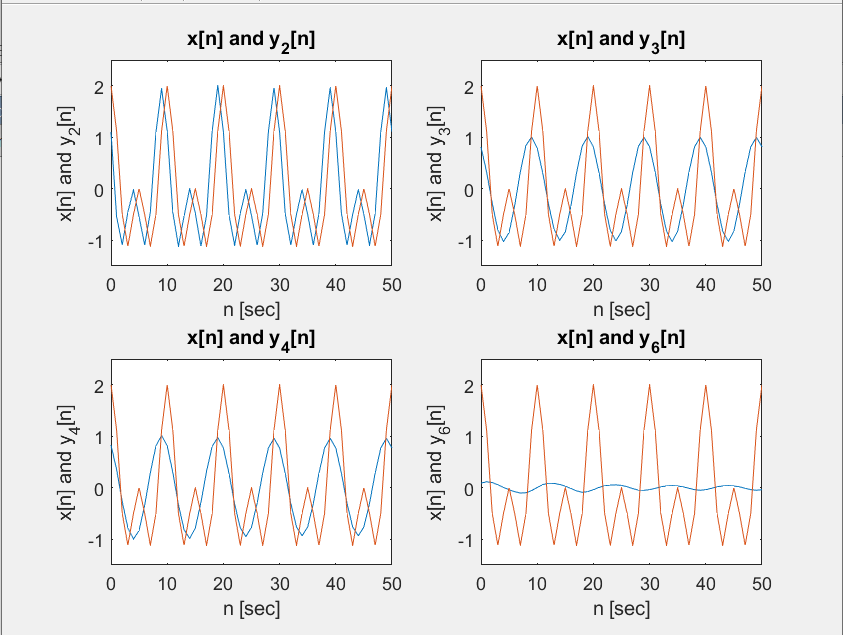 x[n] and y2[n]
x[n] and y2[n]
2
1
0
-1
0 10 20 30 40 50
n [sec]
x[n] and y3[n]
x[n] and y3[n]
2
1
0
-1
0 10 20 30 40 50
n [sec]
x[n] and y4[n]
x[n] and y4[n]
2
1
0
-1
0 10 20 30 40 50
n [sec]
x[n] and y6[n]
x[n] and y6[n]
2
1
0
-1
0 10 20 30 40 50
n [sec]